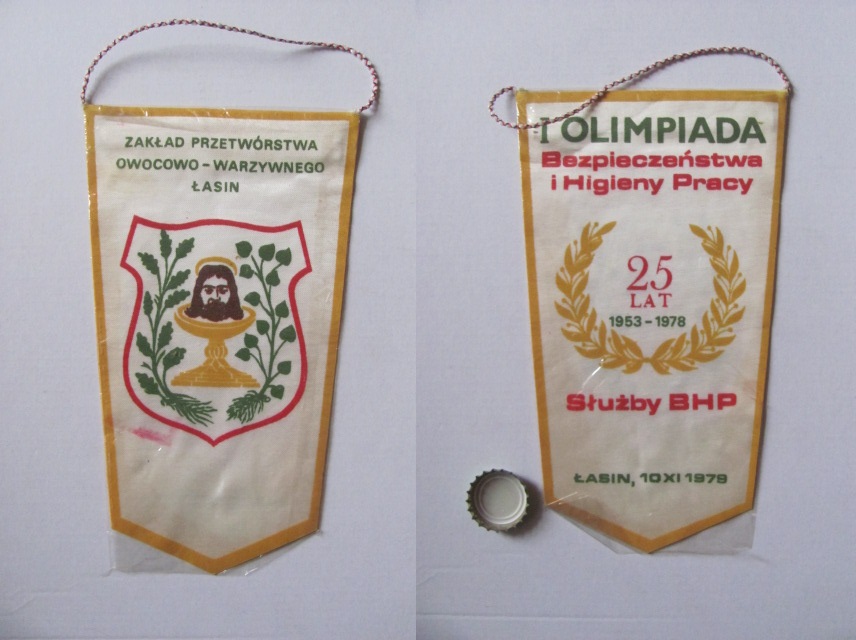 ZAKŁAD PRZETWÓRSTWA
OWOCOWO-WARZYWNEGO
ŁASIN
I OLIMPIADA
Bezpieczeństwa
i Higieny Pracy
25
LAT
1953-1978
Służby BHP
ŁASIN, 10 XI 1979